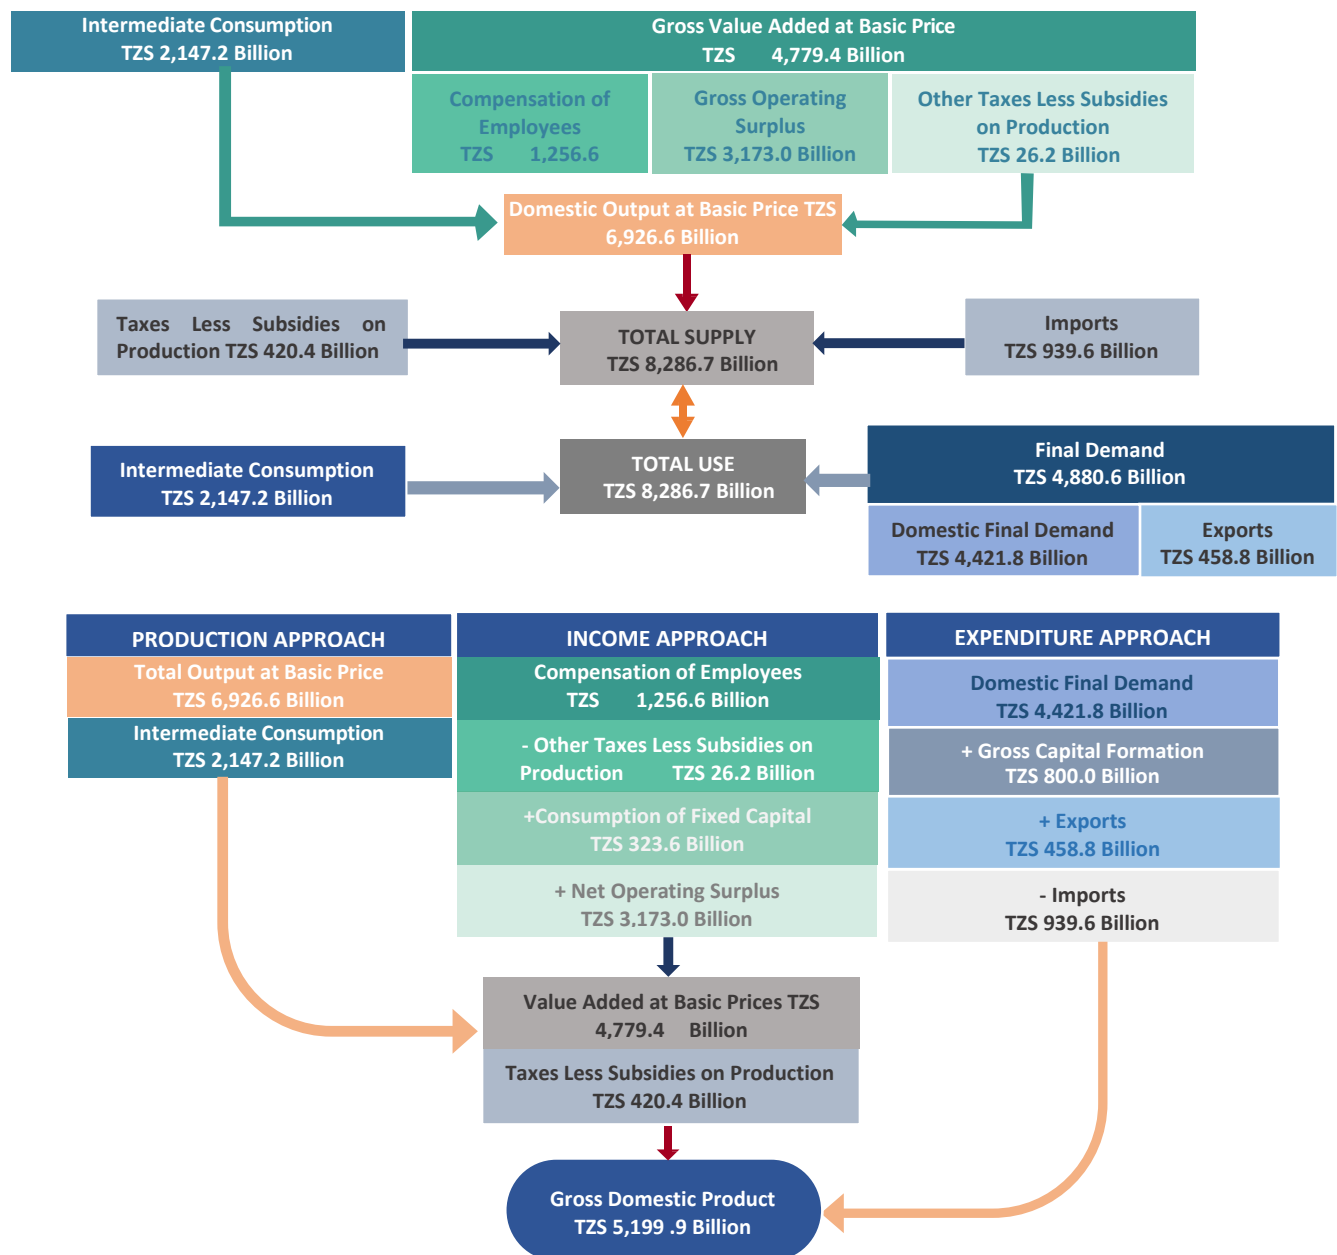 Intermediate Consumption
TZS 2,147.2 Billion
Gross Value Added at Basic Price
TZS 4,779.4 Billion
Compensation of
Employees
TZS 1,256.6
Gross Operating
Surplus
TZS 3,173.0 Billion
Other Taxes Less Subsidies
on Production
TZS 26.2 Billion
Domestic Output at Basic Price TZS
6,926.6 Billion
Taxes Less Subsidies on
Production TZS 420.4 Billion
TOTAL SUPPLY
TZS 8,286.7 Billion
Imports
TZS 939.6 Billion
Intermediate Consumption
TZS 2,147.2 Billion
TOTAL USE
TZS 8,286.7 Billion
Final Demand
TZS 4,880.6 Billion
Domestic Final Demand
TZS 4,421.8 Billion
Exports
TZS 458.8 Billion
PRODUCTION APPROACH
Total Output at Basic Price
TZS 6,926.6 Billion
Intermediate Consumption
TZS 2,147.2 Billion
INCOME APPROACH
Compensation of Employees
TZS 1,256.6 Billion
- Other Taxes Less Subsidies on
Production TZS 26.2 Billion
+Consumption of Fixed Capital
TZS 323.6 Billion
+ Net Operating Surplus
TZS 3,173.0 Billion
EXPENDITURE APPROACH
Domestic Final Demand
TZS 4,421.8 Billion
+ Gross Capital Formation
TZS 800.0 Billion
+ Exports
TZS 458.8 Billion
- Imports
TZS 939.6 Billion
Value Added at Basic Prices TZS
4,779.4 Billion
Taxes Less Subsidies on Production
TZS 420.4 Billion
Gross Domestic Product
TZS 5,199 .9 Billion